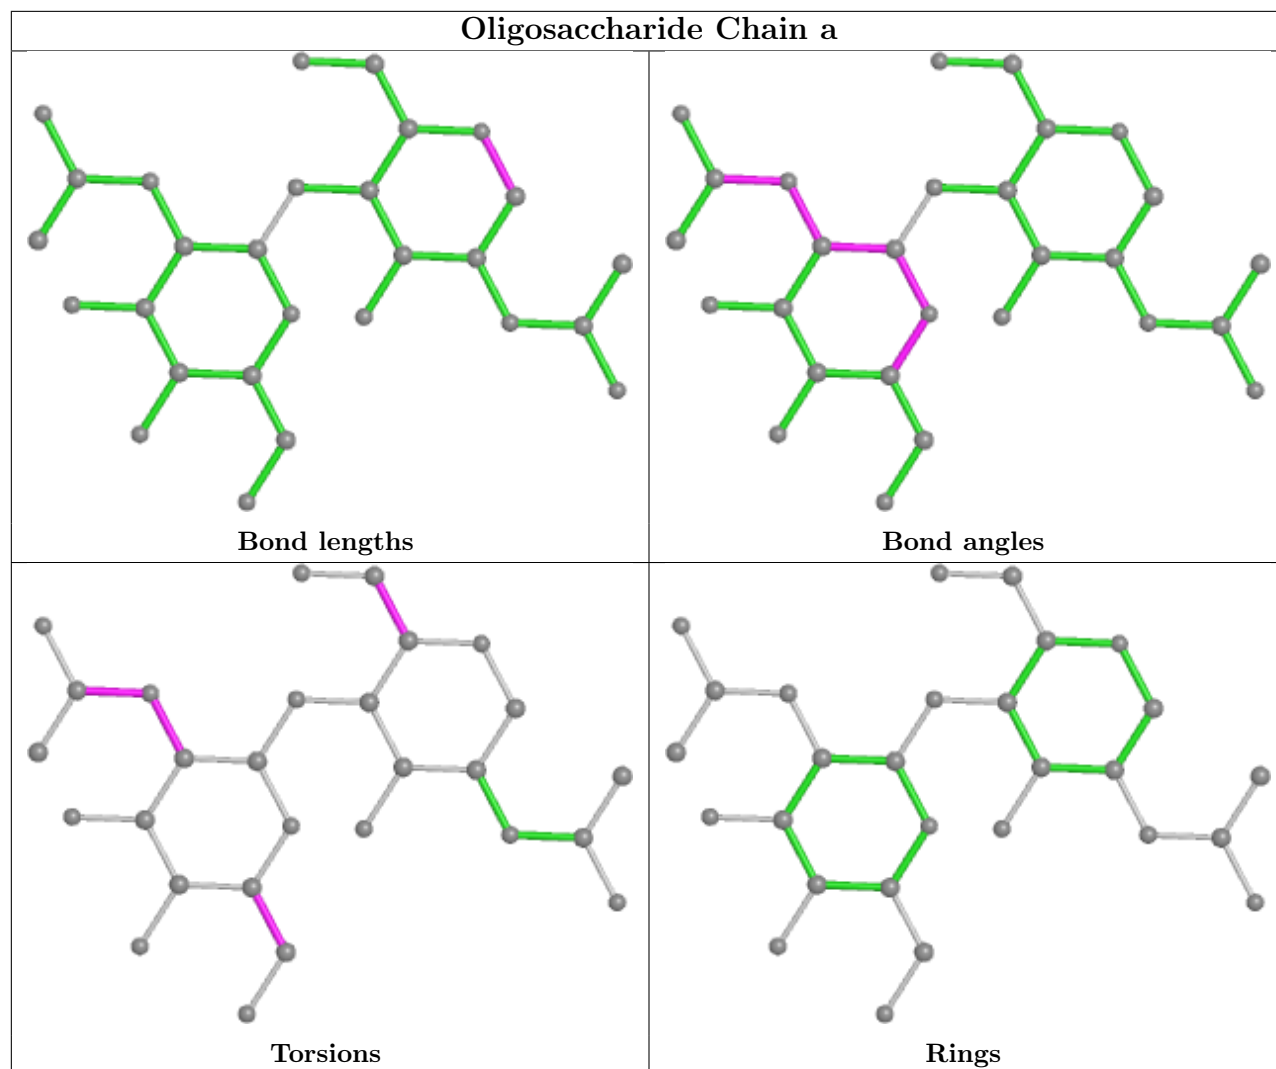 Oligosaccharide Chain a
Bond lengths
Bond angles
Torsions
Rings